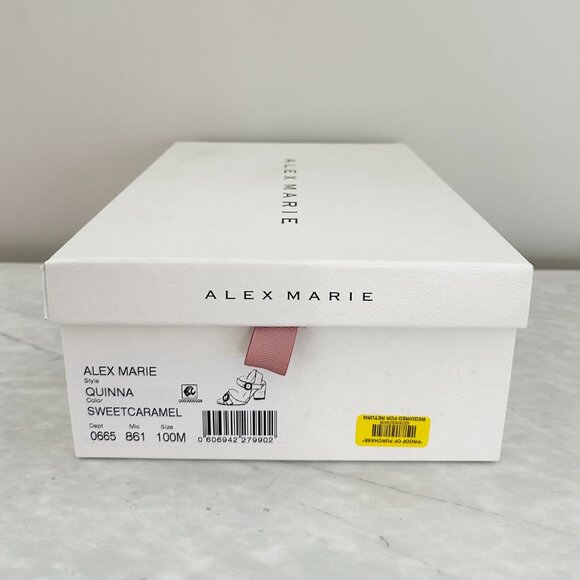 ALEX MARIE
ALEX MARIE
ALEX MARIE
Style
QUINNA
Color
SWEETCARAMEL
Dept Mic Size
0665 861 100M
0 606942 279902
"PROOF OF PURCHASE"
REQUIRED FOR RETURN